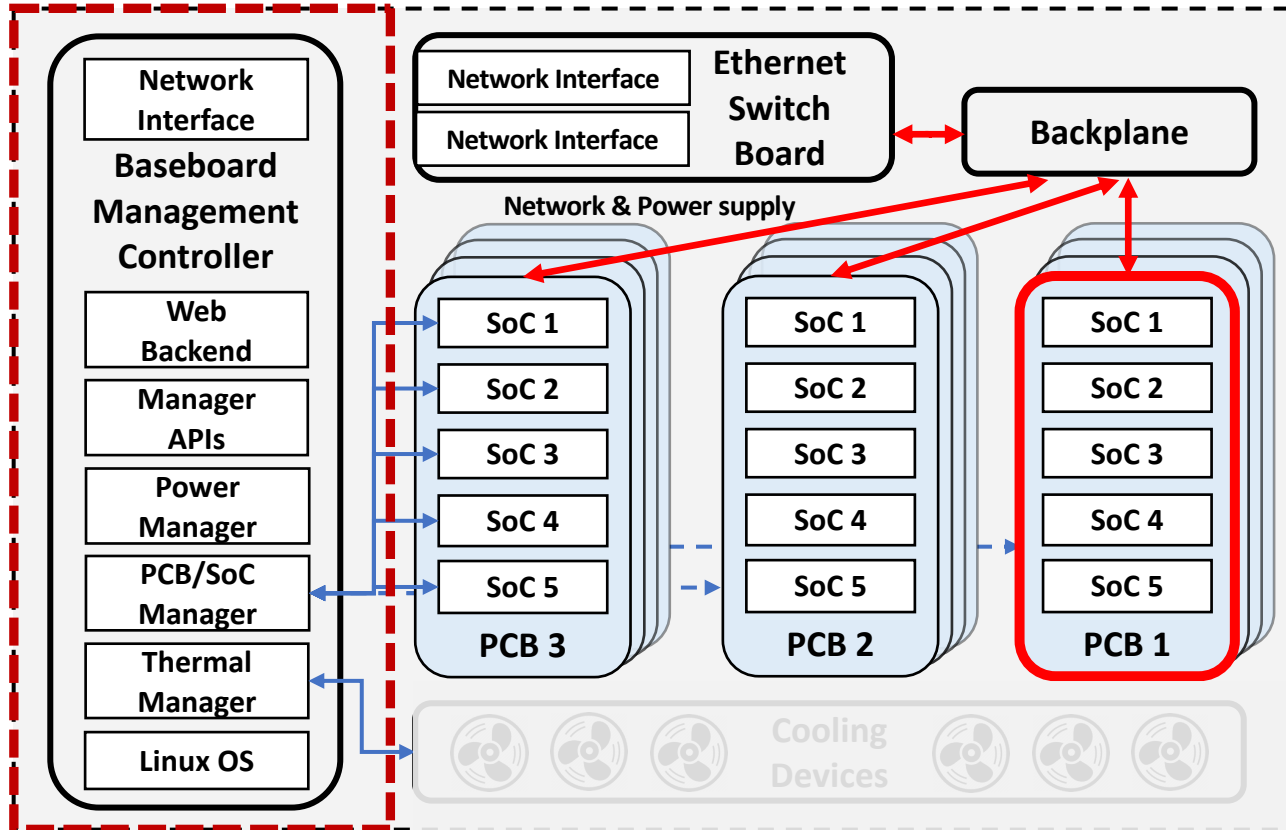 Network
Interface
Baseboard
Management
Controller
Web
Backend
Manager
APIs
Power
Manager
PCB/SoC
Manager
Thermal
Manager
Linux OS
Network Interface
Network Interface
Ethernet
Switch
Board
Backplane
Network & Power supply
SoC 1
SoC 2
SoC 3
SoC 4
SoC 5
PCB 3
SoC 1
SoC 2
SoC 3
SoC 4
SoC 5
PCB 2
SoC 1
SoC 2
SoC 3
SoC 4
SoC 5
PCB 1
Cooling
Devices